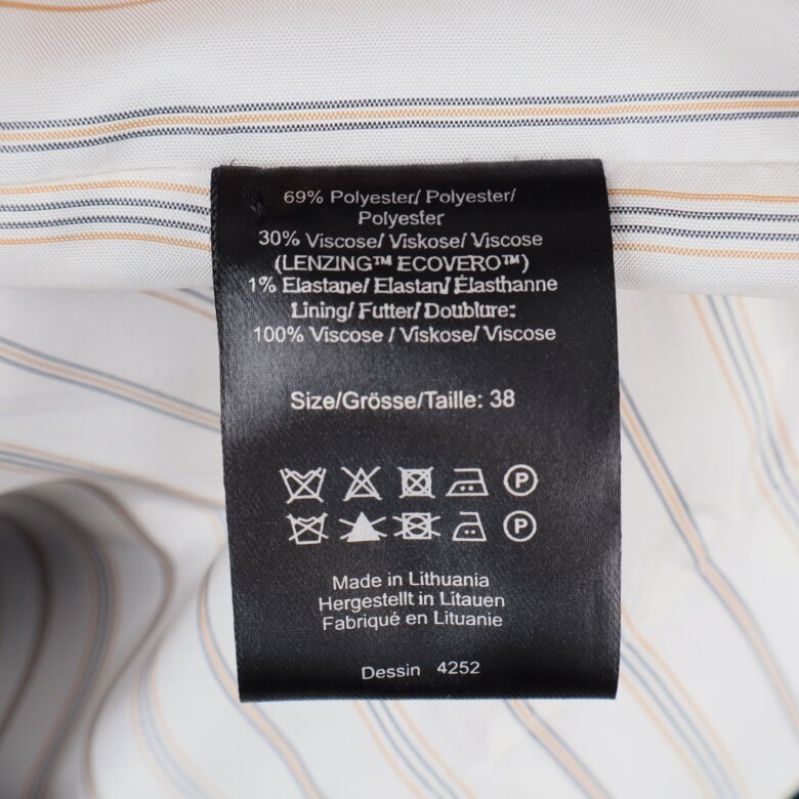 69% Polyester/ Polyester/
Polyester
30% Viscose/ Viskose/ Viscose
(LENZING™ ECOVERO™)
1% Elastane/ Elastan/ Élasthanne
Lining/ Futter/ Doublure:
100% Viscose / Viskose/ Viscose
Size/Grösse/Taille: 38
P
P
Made in Lithuania
Hergestellt in Litauen
Fabriqué en Lituanie
Dessin 4252